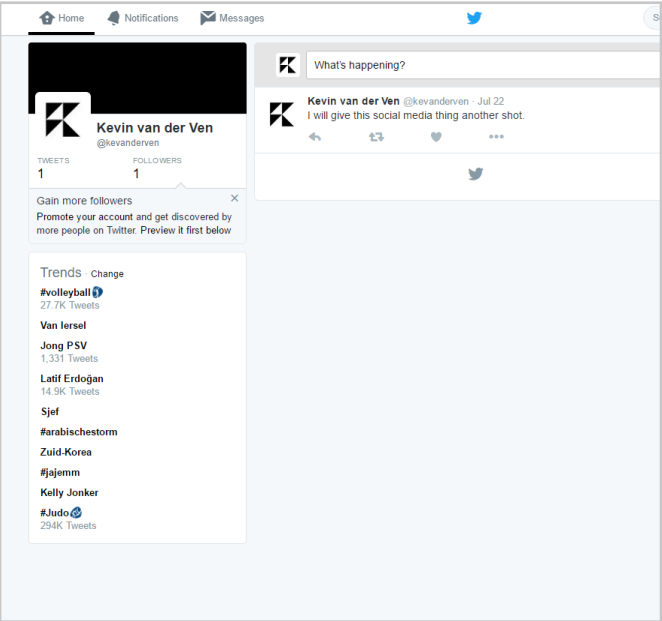 Home Notifications Messages
What's happening?
Kevin van der Ven
@kevanderven
TWEETS FOLLOWERS
1 1
Gain more followers
Promote your account and get discovered by
more people on Twitter. Preview it first below
Kevin van der Ven @kevanderven · Jul 22
I will give this social media thing another shot.
Trends · Change
#volleyball
27.7K Tweets
Van Iersel
Jong PSV
1,331 Tweets
Latif Erdoğan
14.9K Tweets
Sjef
#arabischestorm
Zuid-Korea
#jajemm
Kelly Jonker
#Judo
294K Tweets